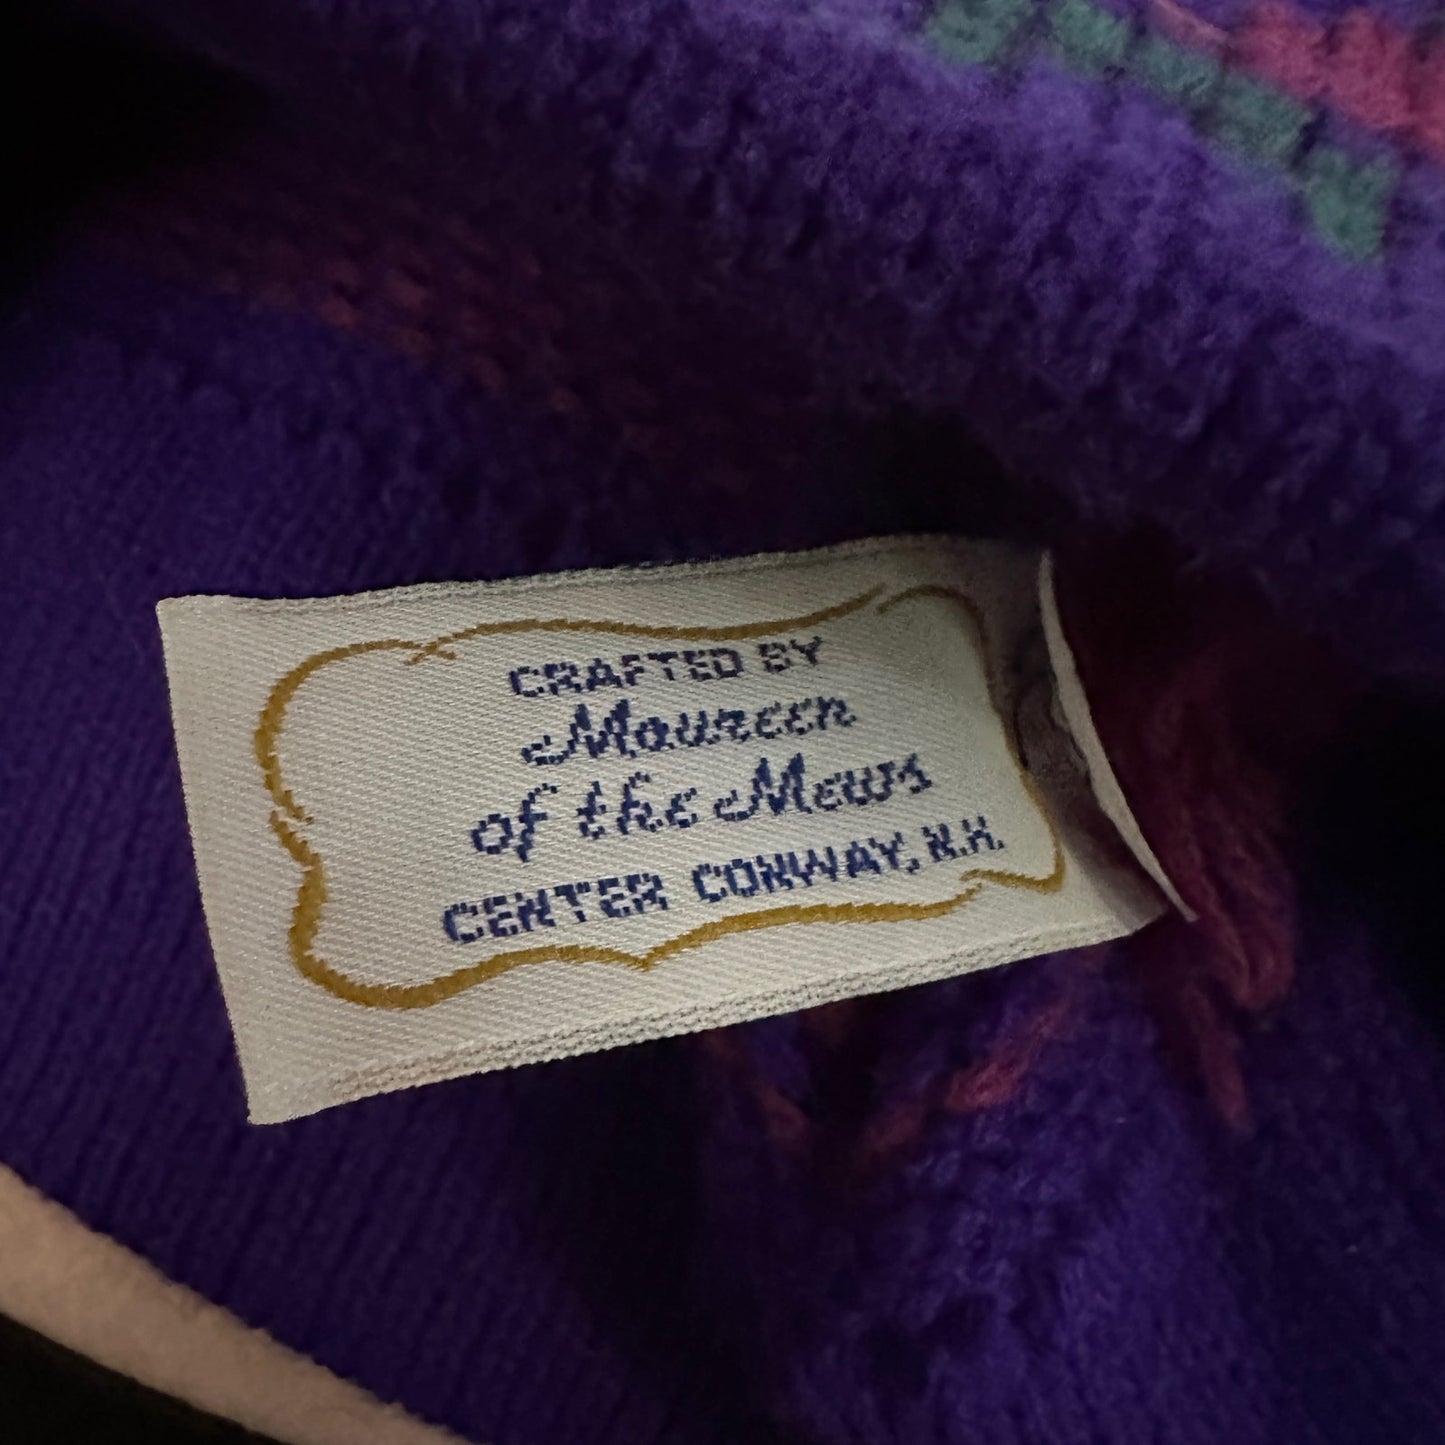 CRAFTED BY
Maureen
of the Mews
CENTER CONWAY, N.H.